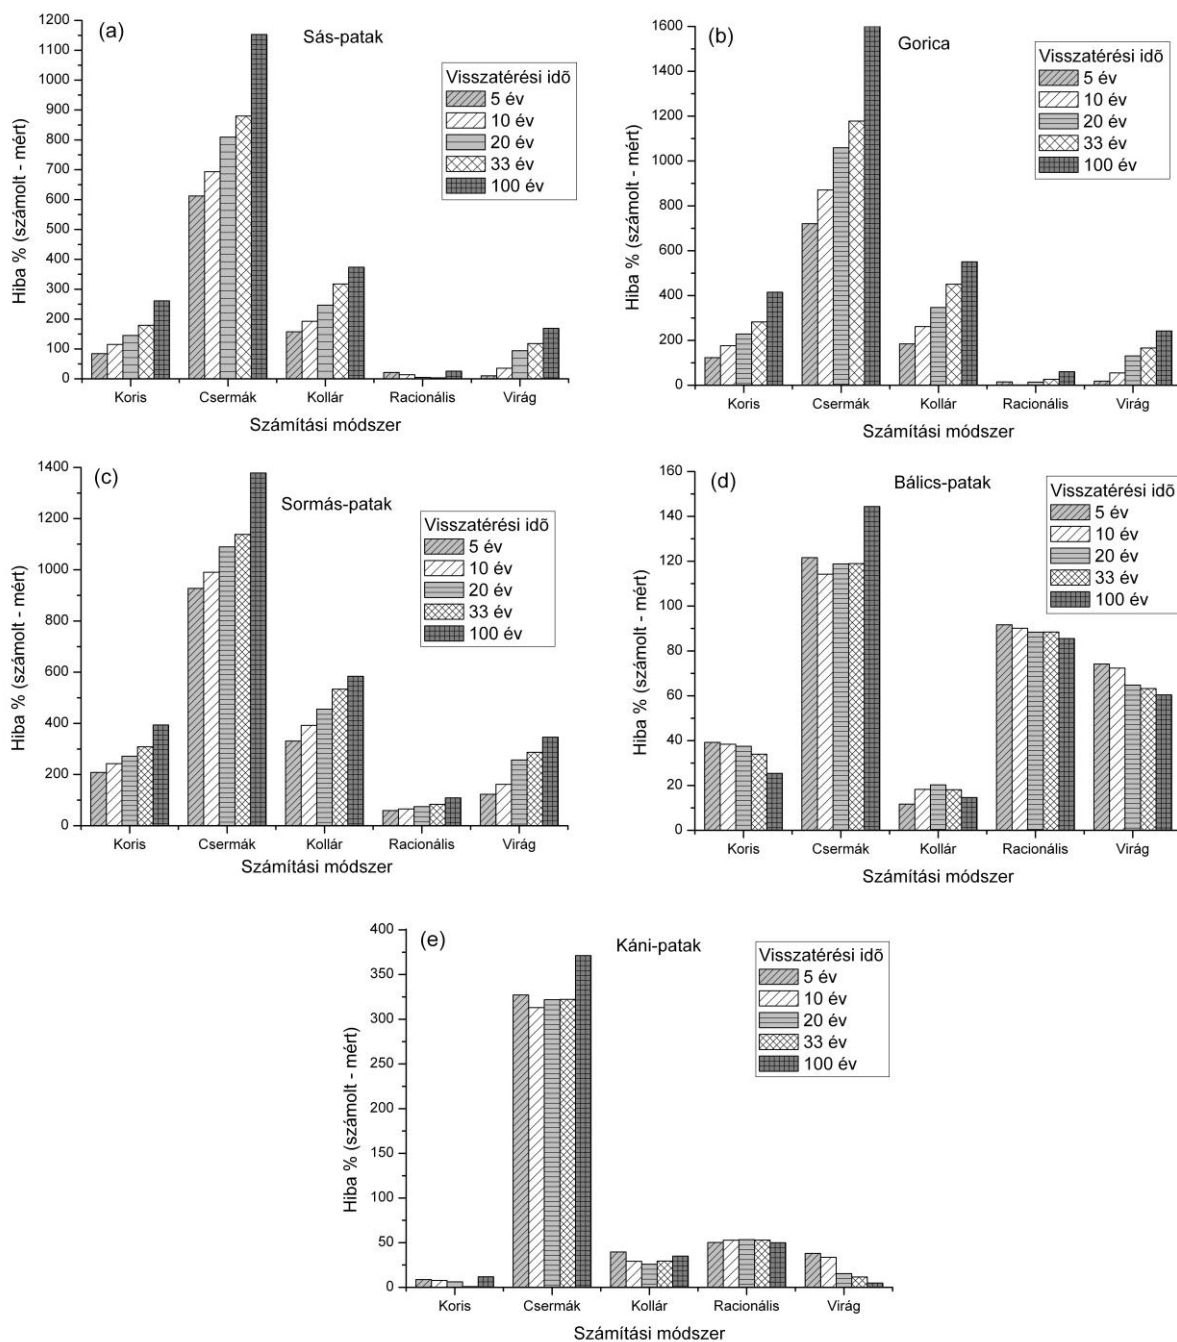 (a)
Sás-patak
Hiba % (számolt - mért)
1200
1100
1000
900
800
700
600
500
400
300
200
100
0
Visszatérési idõ
5 év
10 év
20 év
33 év
100 év
Koris Csermák Kollár Racionális Virág
Számítási módszer
(b)
Gorica
Hiba % (számolt - mért)
1600
1400
1200
1000
800
600
400
200
0
Visszatérési idõ
5 év
10 év
20 év
33 év
100 év
Koris Csermák Kollár Racionális Virág
Számítási módszer
(c)
Sormás-patak
Hiba % (számolt - mért)
1400
1200
1000
800
600
400
200
0
Visszatérési idõ
5 év
10 év
20 év
33 év
100 év
Koris Csermák Kollár Racionális Virág
Számítási módszer
(d)
Bálics-patak
Hiba % (számolt - mért)
160
140
120
100
80
60
40
20
0
Visszatérési idõ
5 év
10 év
20 év
33 év
100 év
Koris Csermák Kollár Racionális Virág
Számítási módszer
(e)
Káni-patak
Hiba % (számolt - mért)
400
350
300
250
200
150
100
50
0
Visszatérési idõ
5 év
10 év
20 év
33 év
100 év
Koris Csermák Kollár Racionális Virág
Számítási módszer